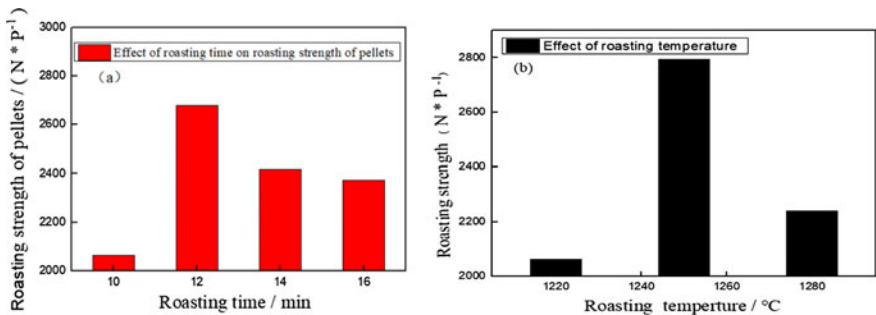 Roasting strength of pellets / ( N * P-1)
3000
2800
2600
2400
2200
2000
Effect of roasting time on roasting strength of pellets
(a)
10 12 14 16
Roasting time / min
Roasting strength ( N * P -1)
2800
2600
2400
2200
2000
Effect of roasting temperature
(b)
1220 1240 1260 1280
Roasting temperture / °C